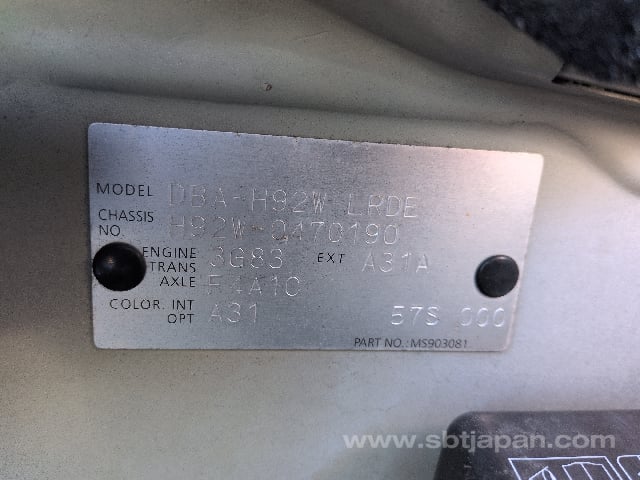 MODEL DBA-H92W LRDE
CHASSIS NO. H92W-0470190
ENGINE 3G83 EXT A31A
TRANS AXLE F4A1C
COLOR. INT OPT A31 57S 000
PART NO.: MS903081
www.sbtjapan.com